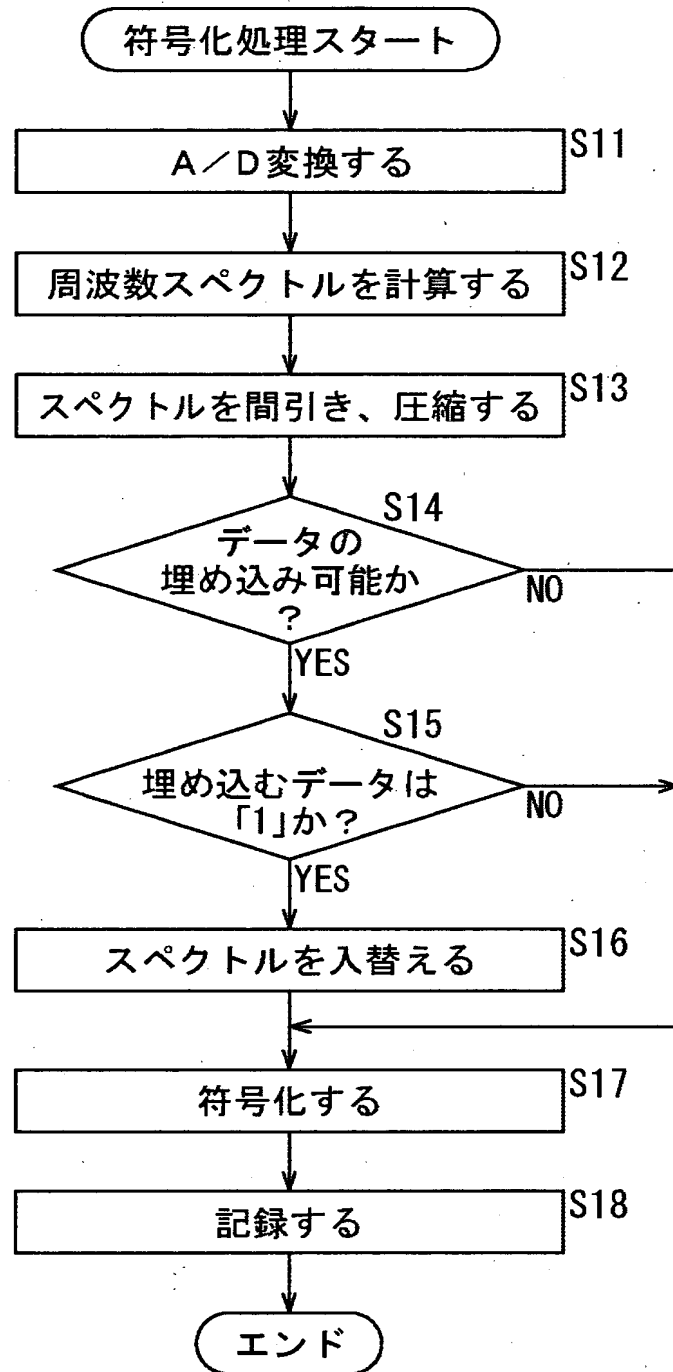 符号化処理スタート
S11
A/D変換する
S12
周波数スペクトルを計算する
S13
スペクトルを間引き、圧縮する
S14
データの
埋め込み可能か
?
NO
YES
S15
埋め込むデータは
「1」か?
NO
YES
S16
スペクトルを入替える
S17
符号化する
S18
記録する
エンド